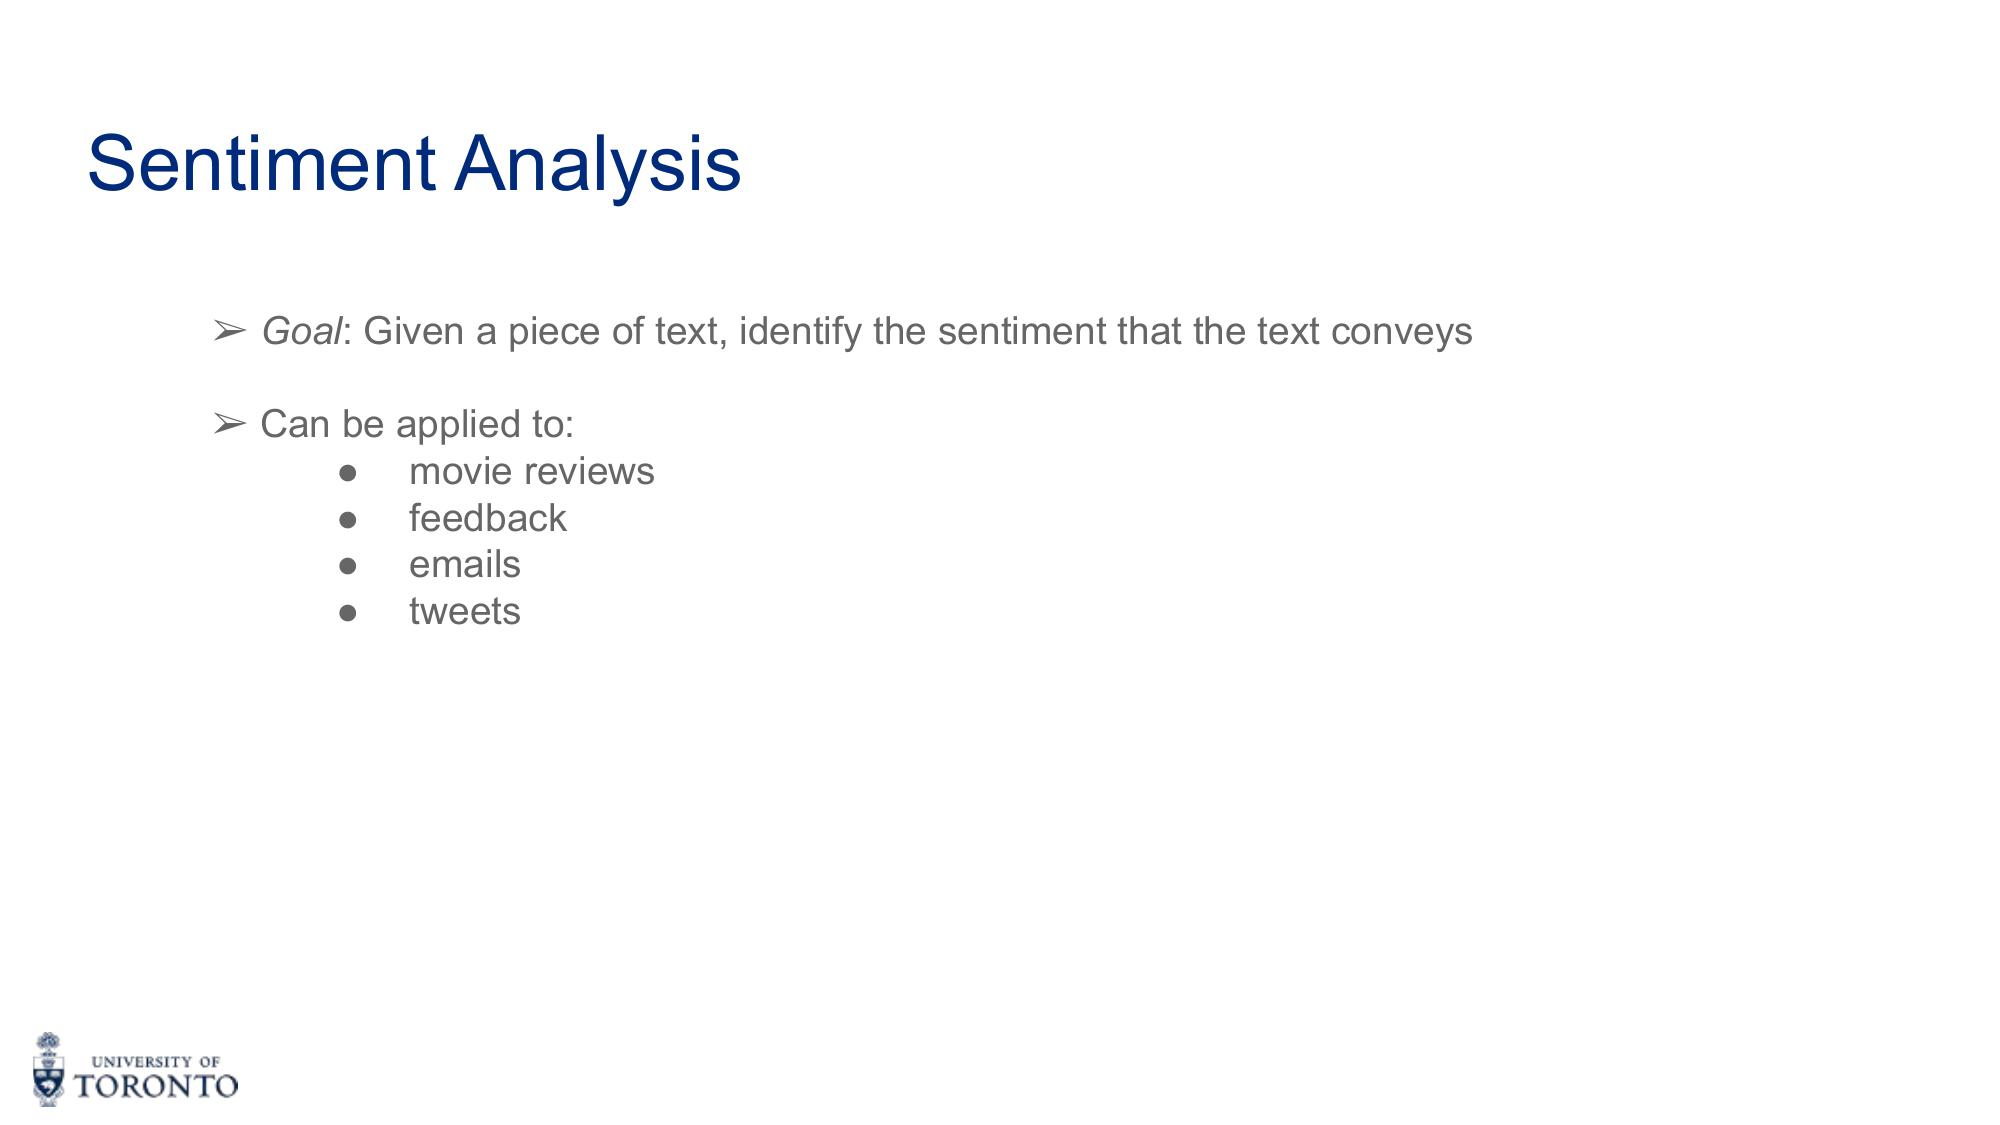 Sentiment Analysis
➢ Goal: Given a piece of text, identify the sentiment that the text conveys
➢ Can be applied to:
● movie reviews
● feedback
● emails
● tweets
UNIVERSITY OF
TORONTO